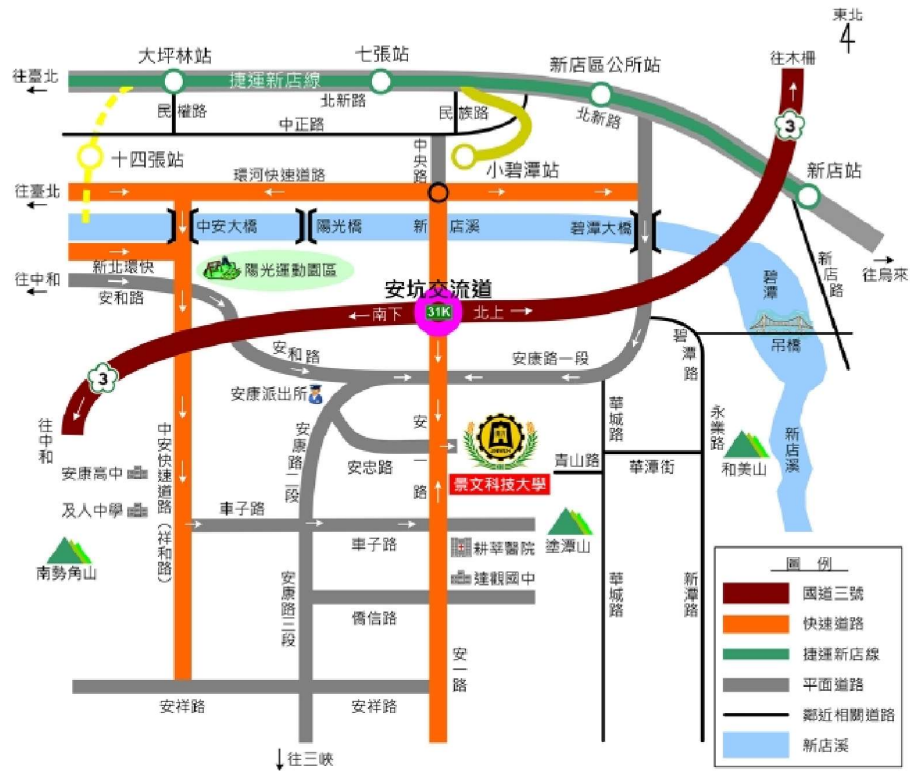 東北
大坪林站
七張站
新店區公所站
往木柵
往臺北
捷運新店線
北新路
北新路
民權路
民族路
中正路
3
十四張站
中央路
小碧潭站
新店站
環河快速道路
往臺北
中安大橋
陽光橋
新店溪
碧潭大橋
新北環快
陽光運動園區
往中和
安和路
安坑交流道
碧潭
新店路
往烏來
南下
31K
北上
安和路
安康路一段
碧潭路
吊橋
3
往中和
安康派出所
安康路二段
安一路
華城路
永業路
新店溪
安康高中
中安快速道路(祥和路)
安忠路
景文科技大學
青山路
華潭街
和美山
及人中學
車子路
車子路
耕莘醫院
塗潭山
南勢角山
達觀國中
安康路三段
僑信路
華城路
新潭路
安一路
安祥路
安祥路
往三峽
圖例
國道三號
快速道路
捷運新店線
平面道路
鄰近相關道路
新店溪